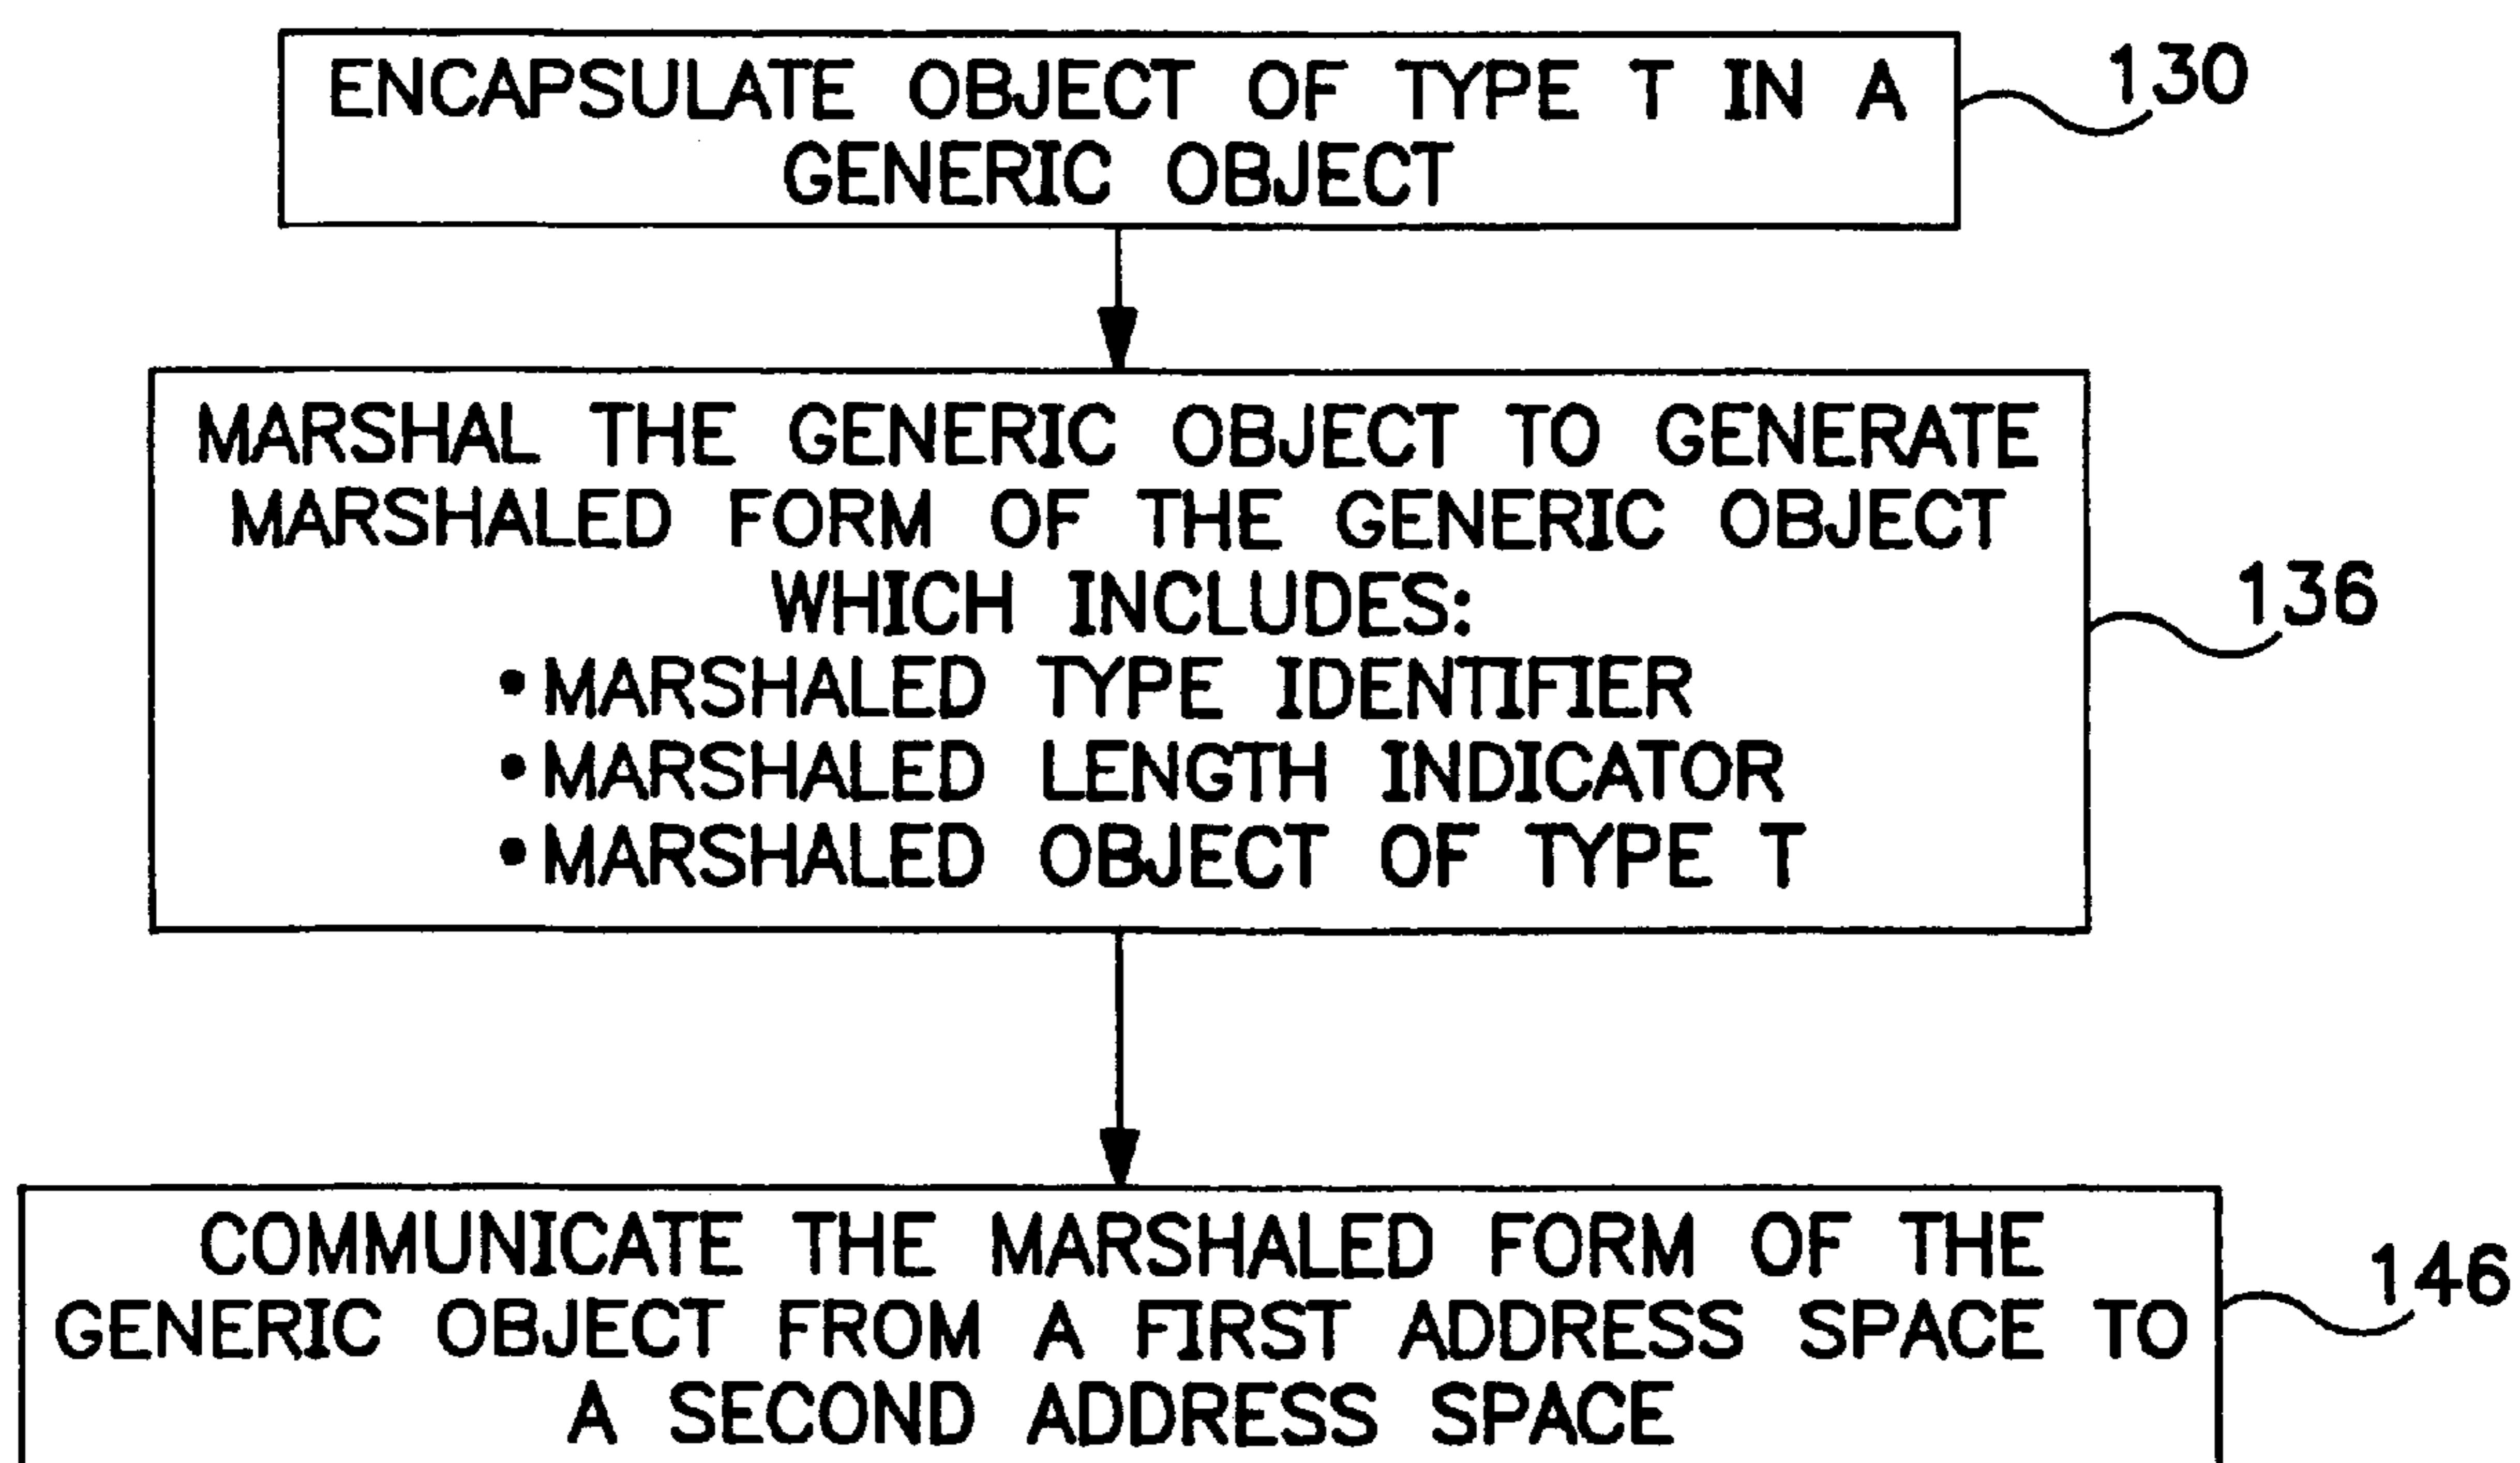 ENCAPSULATE OBJECT OF TYPE T IN A
GENERIC OBJECT
130
MARSHAL THE GENERIC OBJECT TO GENERATE
MARSHALED FORM OF THE GENERIC OBJECT
WHICH INCLUDES:
•MARSHALED TYPE IDENTIFIER
•MARSHALED LENGTH INDICATOR
•MARSHALED OBJECT OF TYPE T
136
COMMUNICATE THE MARSHALED FORM OF THE
GENERIC OBJECT FROM A FIRST ADDRESS SPACE TO
A SECOND ADDRESS SPACE
146